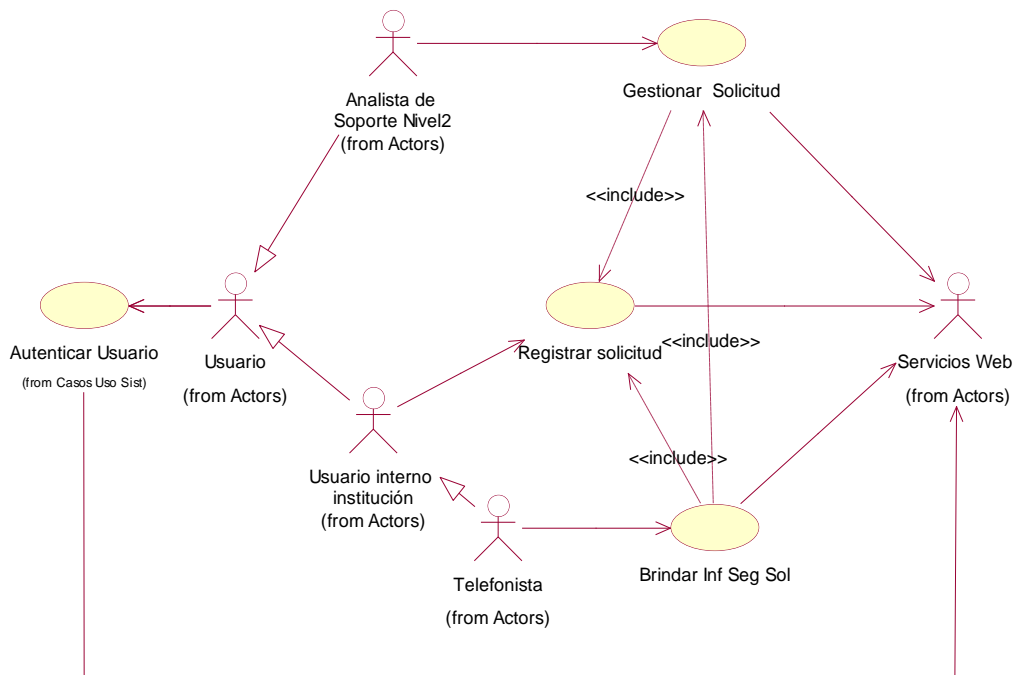 Analista de
Soporte Nivel2
(from Actors)
Gestionar Solicitud
<<include>>
Autenticar Usuario
(from Casos Uso Sist)
Usuario
(from Actors)
Registrar solicitud
<<include>>
Servicios Web
(from Actors)
Usuario interno
institución
(from Actors)
<<include>>
Telefonista
(from Actors)
Brindar Inf Seg Sol